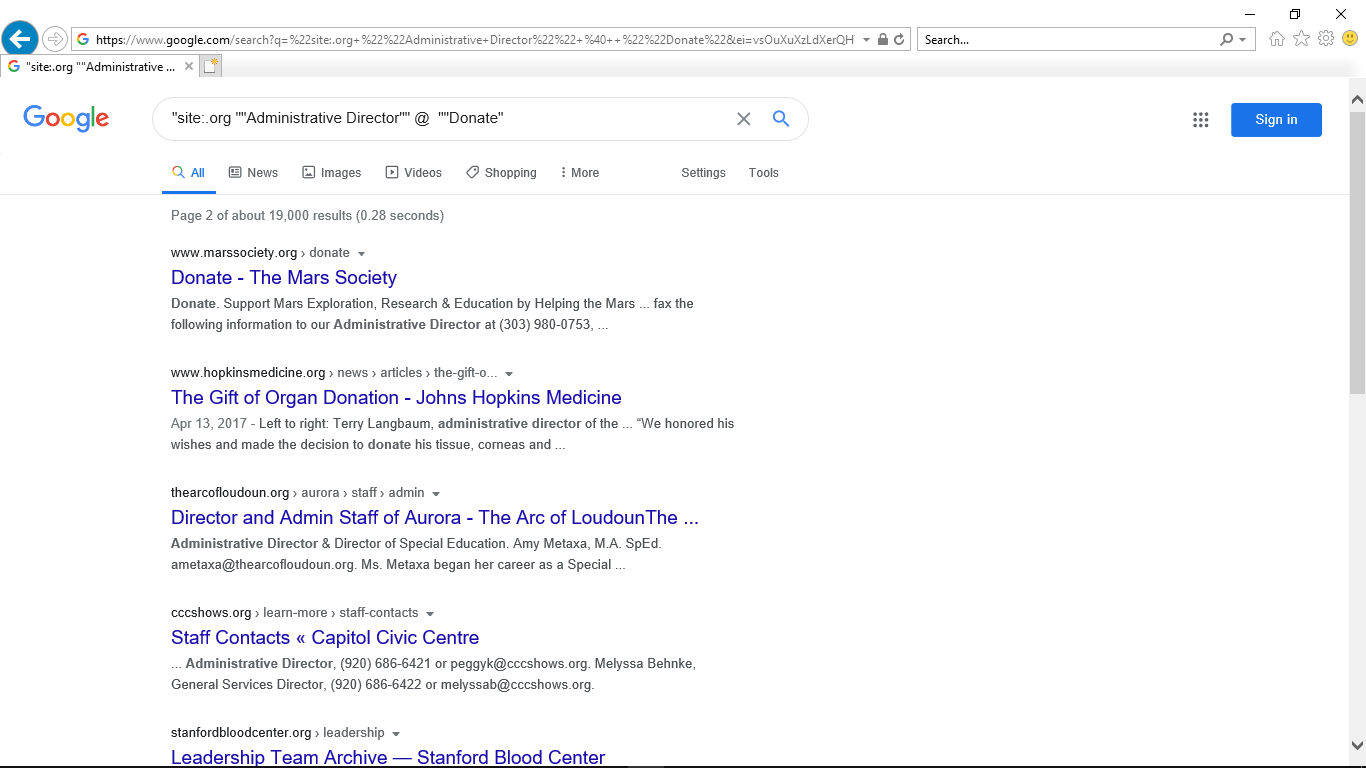 https://www.google.com/search?q=%22site:.org+%22%22Administrative+Director%22%22+%40++%22%22Donate%22&ei=vsOuXuXzLdXerQH
Search...
"site:.org ""Administrative ...
Google
"site:.org ""Administrative Director"" @  ""Donate"
Sign in
All
News
Images
Videos
Shopping
More
Settings
Tools
Page 2 of about 19,000 results (0.28 seconds)
www.marssociety.org › donate
Donate - The Mars Society
Donate. Support Mars Exploration, Research & Education by Helping the Mars ... fax the
following information to our Administrative Director at (303) 980-0753, ...
www.hopkinsmedicine.org › news › articles › the-gift-o...
The Gift of Organ Donation - Johns Hopkins Medicine
Apr 13, 2017 - Left to right: Terry Langbaum, administrative director of the ... “We honored his
wishes and made the decision to donate his tissue, corneas and ...
thearcofloudoun.org › aurora › staff › admin
Director and Admin Staff of Aurora - The Arc of LoudounThe ...
Administrative Director & Director of Special Education. Amy Metaxa, M.A. SpEd.
ametaxa@thearcofloudoun.org. Ms. Metaxa began her career as a Special ...
cccshows.org › learn-more › staff-contacts
Staff Contacts « Capitol Civic Centre
... Administrative Director, (920) 686-6421 or peggyk@cccshows.org. Melyssa Behnke,
General Services Director, (920) 686-6422 or melyssab@cccshows.org.
stanfordbloodcenter.org › leadership
Leadership Team Archive — Stanford Blood Center